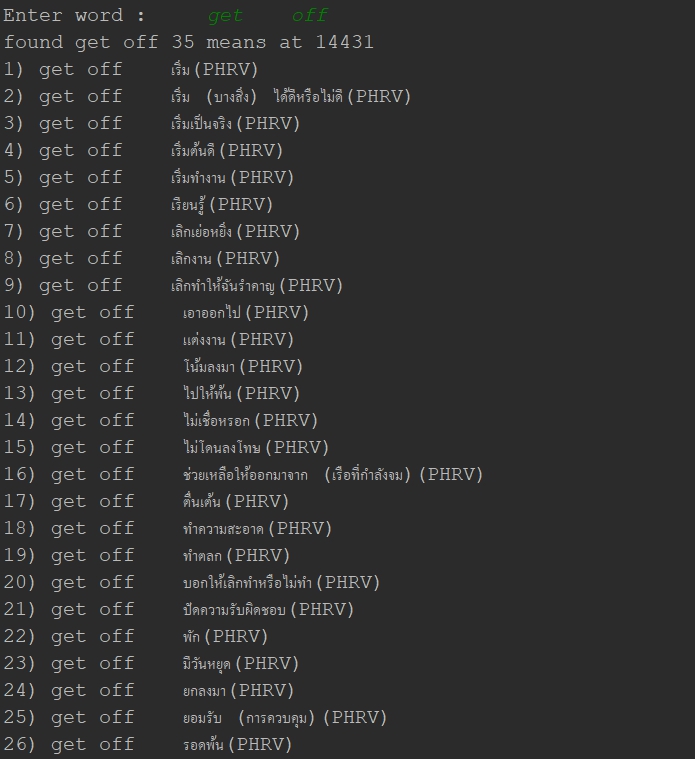 Enter word : get off
found get off 35 means at 14431
1) get off เริ่ม(PHRV)
2) get off เริ่ม (บางสิ่ง) ได้ดีหรือไม่ดี(PHRV)
3) get off เริ่มเป็นจริง(PHRV)
4) get off เริ่มต้นดี(PHRV)
5) get off เริ่มทำงาน(PHRV)
6) get off เรียนรู้(PHRV)
7) get off เลิกเย่อหยิ่ง(PHRV)
8) get off เลิกงาน(PHRV)
9) get off เลิกทำให้ฉันรำคาญ(PHRV)
10) get off เอาออกไป(PHRV)
11) get off แต่งงาน(PHRV)
12) get off โน้มลงมา(PHRV)
13) get off ไปให้พ้น(PHRV)
14) get off ไม่เชื่อหรอก(PHRV)
15) get off ไม่โดนลงโทษ(PHRV)
16) get off ช่วยเหลือให้ออกมาจาก (เรือที่กำลังจม)(PHRV)
17) get off ตื่นเต้น(PHRV)
18) get off ทำความสะอาด(PHRV)
19) get off ทำตลก(PHRV)
20) get off บอกให้เลิกทำหรือไม่ทำ(PHRV)
21) get off ปัดความรับผิดชอบ(PHRV)
22) get off พัก(PHRV)
23) get off มีวันหยุด(PHRV)
24) get off ยกลงมา(PHRV)
25) get off ยอมรับ (การควบคุม)(PHRV)
26) get off รอดพ้น(PHRV)